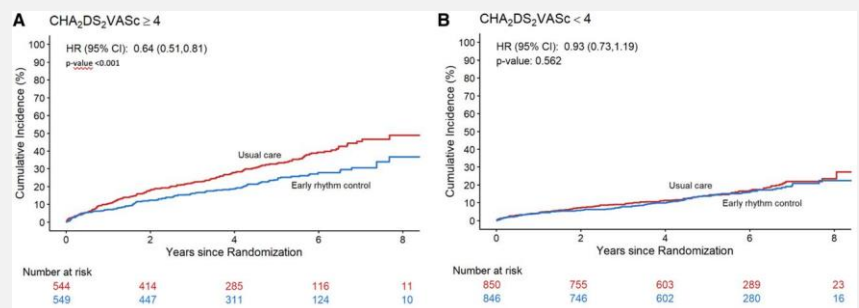 A CHA2DS2VASc ≥ 4
HR (95% CI): 0.64 (0.51,0.81)
p-value <0.001
Cumulative Incidence (%)
100
90
80
70
60
50
40
30
20
10
0
Usual care
Early rhythm control
0 2 4 6 8
Years since Randomization
Number at risk
544 414 285 116 11
549 447 311 124 10
B CHA2DS2VASc < 4
HR (95% CI): 0.93 (0.73,1.19)
p-value: 0.562
Cumulative Incidence (%)
100
90
80
70
60
50
40
30
20
10
0
Usual care
Early rhythm control
0 2 4 6 8
Years since Randomization
Number at risk
850 755 603 289 23
846 746 602 280 16